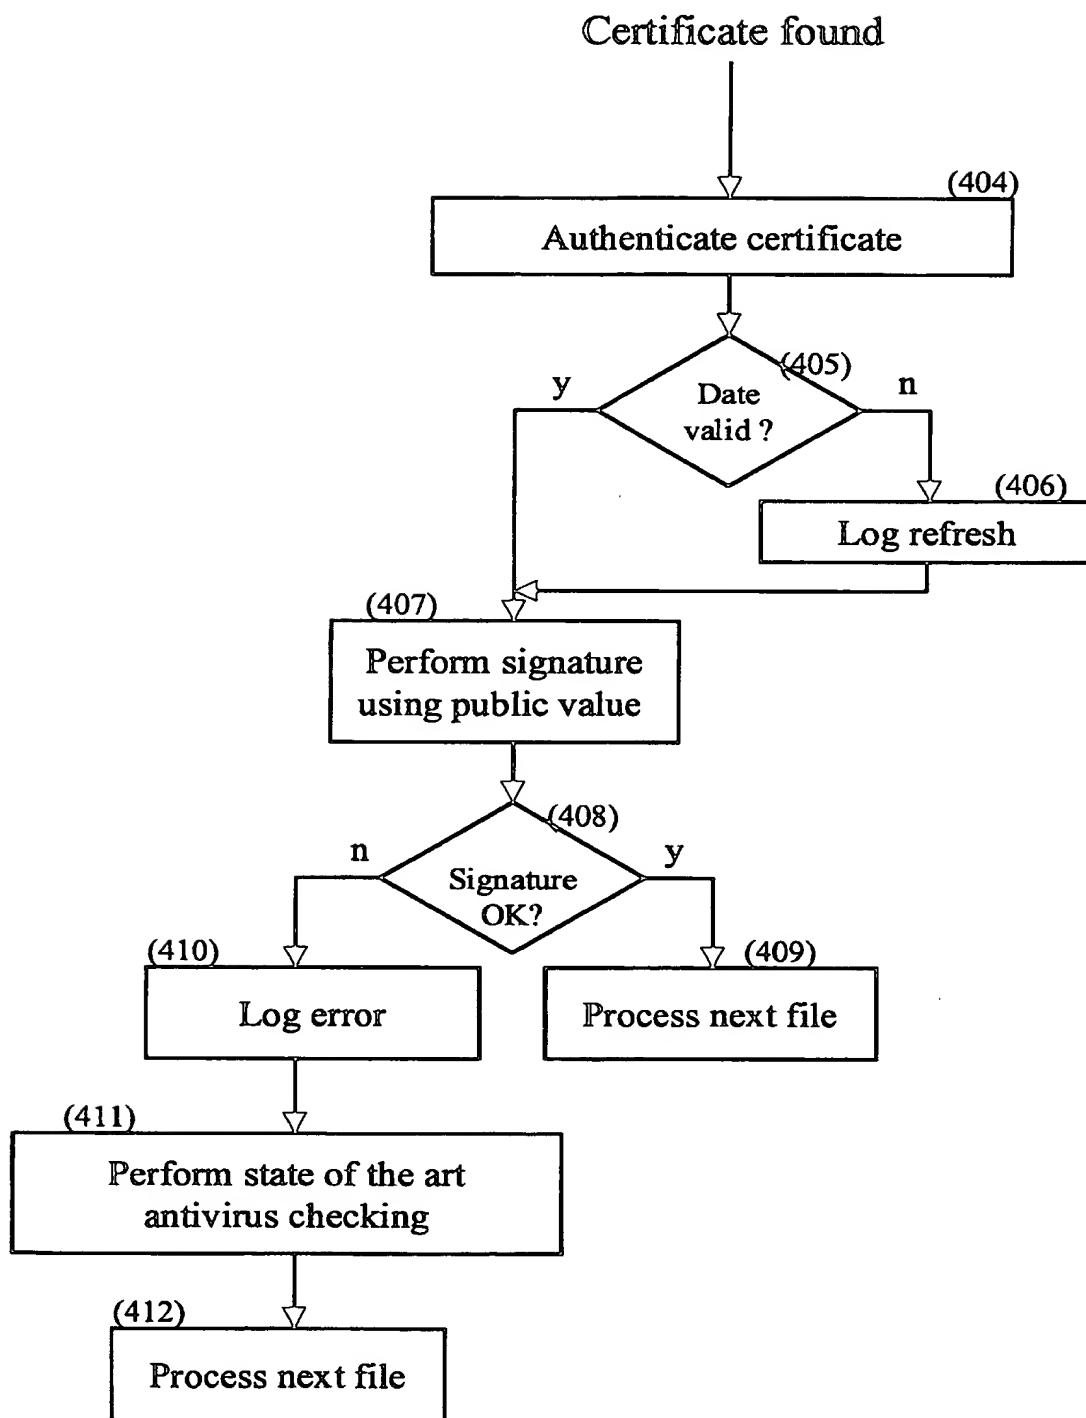 Certificate found
(404)
Authenticate certificate
(405)
y
n
Date
valid ?
(406)
Log refresh
(407)
Perform signature
using public value
(408)
n
y
Signature
OK?
(410)
(409)
Log error
Process next file
(411)
Perform state of the art
antivirus checking
(412)
Process next file